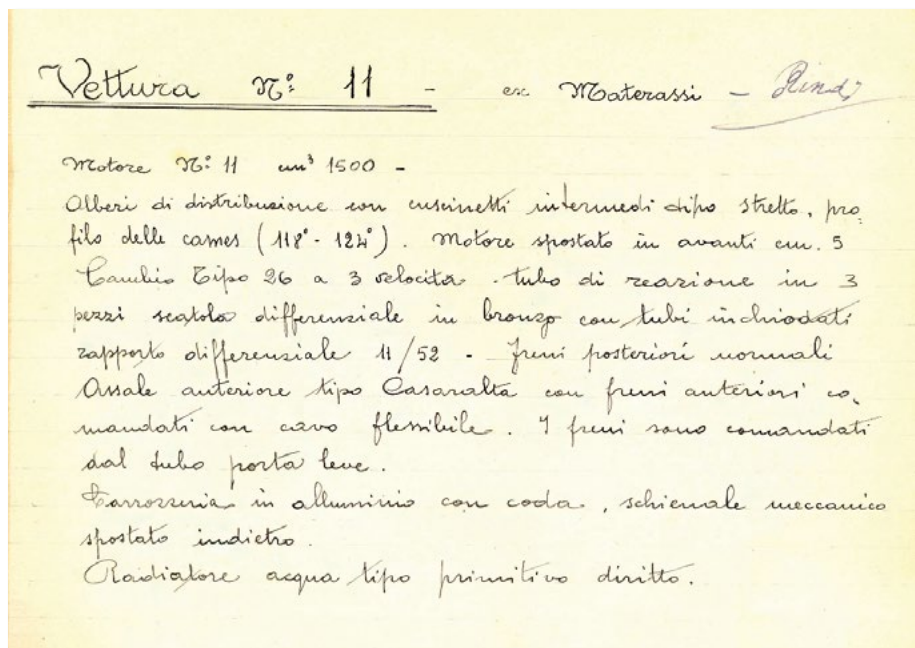 Vettura N.° 11 - ex Materassi -
Motore N.° 11 cm³ 1500 -
Alberi di distribuzione con cuscinetti intermedi dipo stretto, pro,
filo delle cames (118° - 124°). Motore spostato in avanti cm. 5
Cambio Tipo 26 a 3 velocità - tubo di reazione in 3
pezzi scatola differenziale in bronzo con tubi inchiodati
rapporto differenziale 11/52 - Freni posteriori normali
Assale anteriore tipo Casaralta con freni anteriori co,
mandati con cavo flessibile. I freni sono comandati
dal tubo porta leve.
Carrozzeria in alluminio con coda, schienale meccanico
spostato indietro.
Radiatore acqua tipo primitivo diritto.